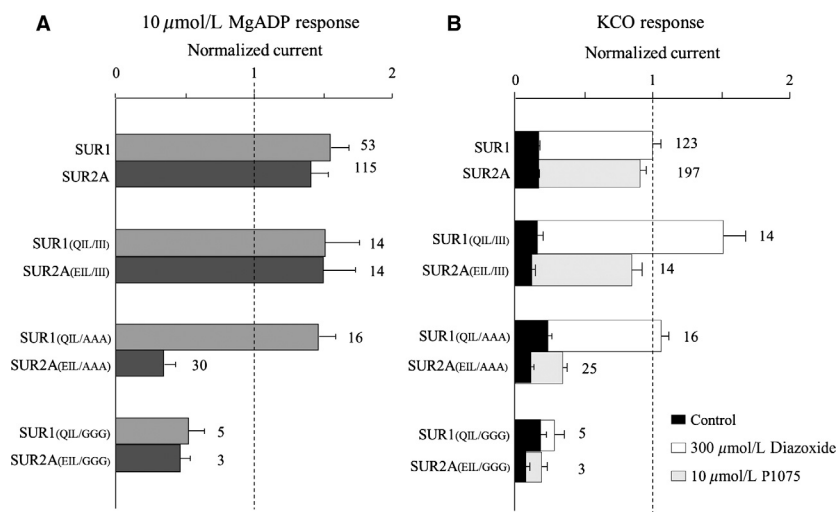 A
10 μmol/L MgADP response
Normalized current
0 1 2
SUR1 53
SUR2A 115
SUR1(QIL/III) 14
SUR2A(EIL/III) 14
SUR1(QIL/AAA) 16
SUR2A(EIL/AAA) 30
SUR1(QIL/GGG) 5
SUR2A(EIL/GGG) 3
B
KCO response
Normalized current
0 1 2
SUR1 123
SUR2A 197
SUR1(QIL/III) 14
SUR2A(EIL/III) 14
SUR1(QIL/AAA) 16
SUR2A(EIL/AAA) 25
SUR1(QIL/GGG) 5
SUR2A(EIL/GGG) 3
Control
300 μmol/L Diazoxide
10 μmol/L P1075